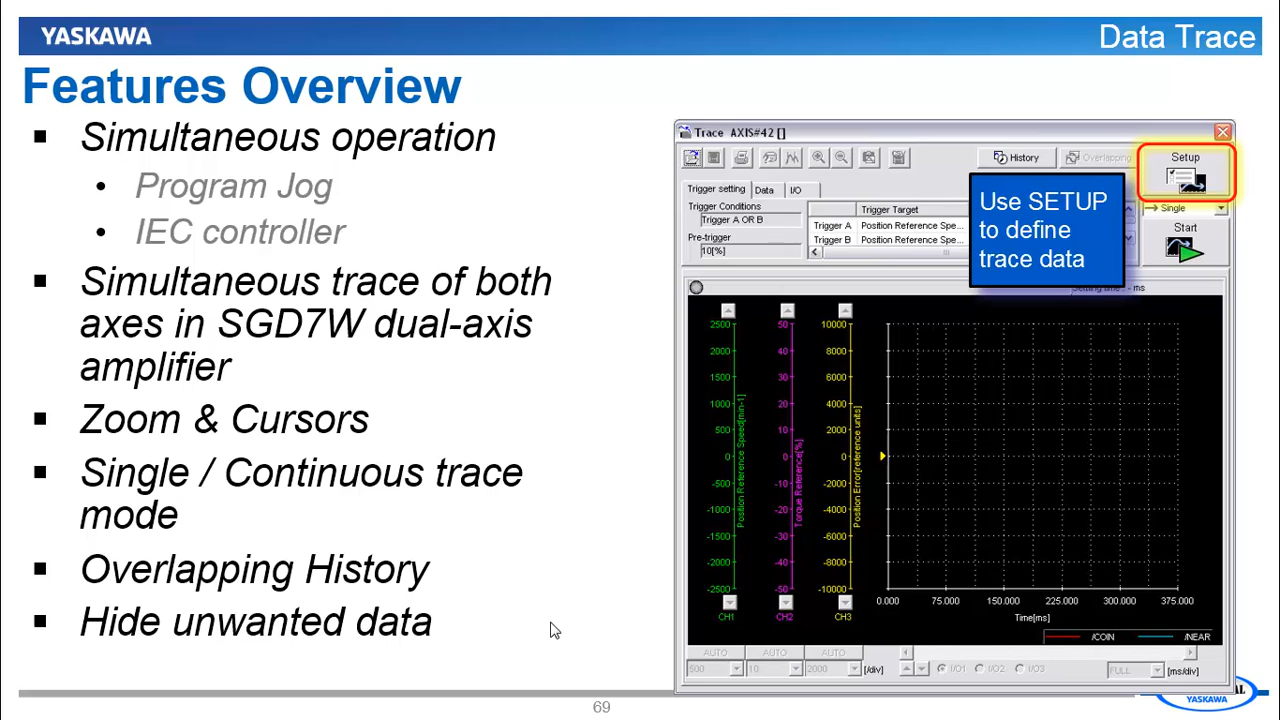 YASKAWA
Data Trace
Features Overview
Simultaneous operation
Program Jog
IEC controller
Simultaneous trace of both
axes in SGD7W dual-axis
amplifier
Zoom & Cursors
Single / Continuous trace
mode
Overlapping History
Hide unwanted data
Trace AXIS#42 []
History
Overlapping
Setup
Trigger setting
Data
I/O
Single
Trigger Conditions
Trigger A OR B
Pre-trigger
10[%]
Trigger Target
Trigger A
Position Reference Spe...
Trigger B
Position Reference Spe...
Use SETUP
to define
trace data
Start
- ms
2500
2000
1500
1000
500
0
-500
-1000
-1500
-2000
-2500
Position Reference Speed[min-1]
CH1
50
40
30
20
10
0
-10
-20
-30
-40
-50
Torque Reference[%]
CH2
10000
8000
6000
4000
2000
0
-2000
-4000
-6000
-8000
-10000
Position Error[reference units]
CH3
0.000
75.000
150.000
225.000
300.000
375.000
Time[ms]
/COIN
/NEAR
AUTO
AUTO
AUTO
500
10
2000
[/div]
I/O1
I/O2
I/O3
FULL
[ms/div]
69
YASKAWA